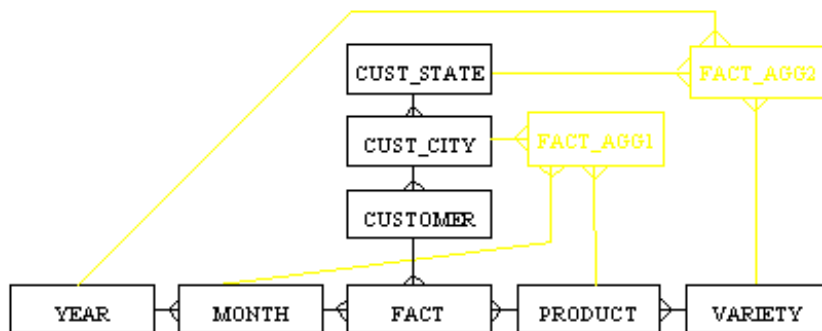 CUST_STATE
FACT_AGG2
CUST_CITY
FACT_AGG1
CUSTOMER
YEAR
MONTH
FACT
PRODUCT
VARIETY